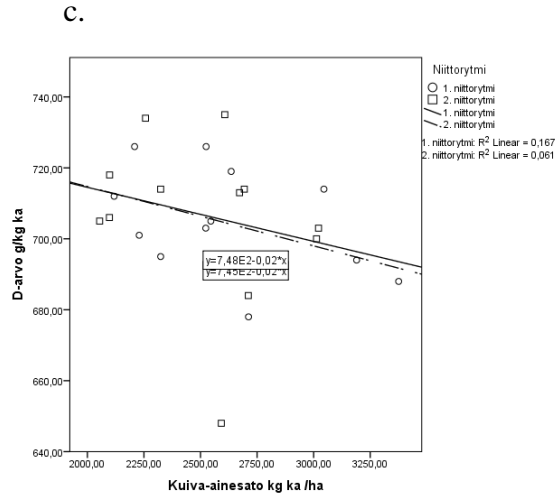 c.
Niittorytmi
1. niittorytmi
2. niittorytmi
1. niittorytmi
2. niittorytmi
1. niittorytmi: R² Linear = 0,167
2. niittorytmi: R² Linear = 0,061
740,00
720,00
700,00
680,00
660,00
640,00
D-arvo g/kg ka
y=7,48E2-0,02*x
y=7,45E2-0,02*x
2000,00 2250,00 2500,00 2750,00 3000,00 3250,00
Kuiva-ainesato kg ka /ha